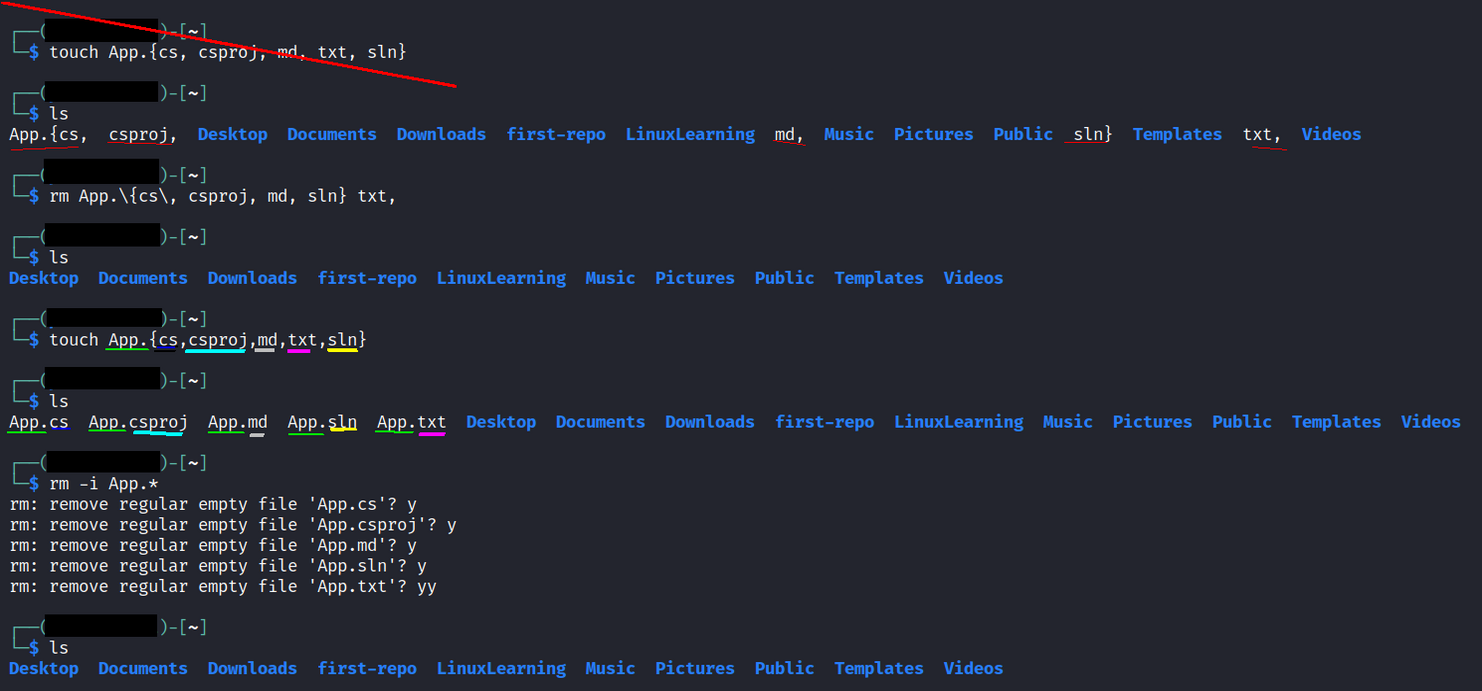 ┌──( )-[~]
└─$ touch App.{cs, csproj, md, txt, sln}
┌──( )-[~]
└─$ ls
App.{cs, csproj, Desktop Documents Downloads first-repo LinuxLearning md, Music Pictures Public sln} Templates txt, Videos
┌──( )-[~]
└─$ rm App.\{cs\, csproj, md, sln} txt,
┌──( )-[~]
└─$ ls
Desktop Documents Downloads first-repo LinuxLearning Music Pictures Public Templates Videos
┌──( )-[~]
└─$ touch App.{cs,csproj,md,txt,sln}
┌──( )-[~]
└─$ ls
App.cs App.csproj App.md App.sln App.txt Desktop Documents Downloads first-repo LinuxLearning Music Pictures Public Templates Videos
┌──( )-[~]
└─$ rm -i App.*
rm: remove regular empty file 'App.cs'? y
rm: remove regular empty file 'App.csproj'? y
rm: remove regular empty file 'App.md'? y
rm: remove regular empty file 'App.sln'? y
rm: remove regular empty file 'App.txt'? yy
┌──( )-[~]
└─$ ls
Desktop Documents Downloads first-repo LinuxLearning Music Pictures Public Templates Videos